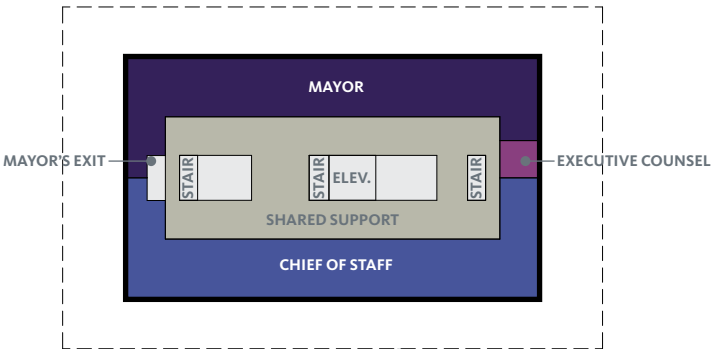 MAYOR
MAYOR'S EXIT
EXECUTIVE COUNSEL
STAIR
STAIR
ELEV.
STAIR
SHARED SUPPORT
CHIEF OF STAFF